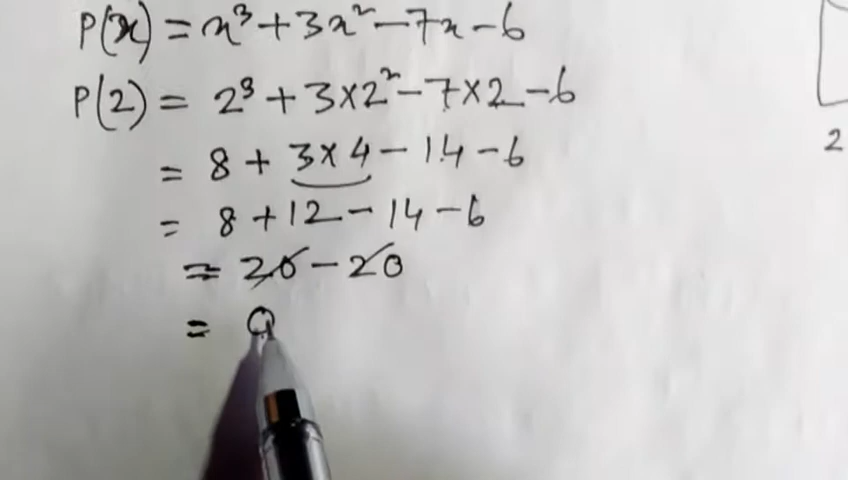 P(x) = x³ + 3x² - 7x - 6
P(2) = 2³ + 3×2² - 7×2 - 6
= 8 + 3×4 - 14 - 6
= 8 + 12 - 14 - 6
= 20 - 20
= 0
2